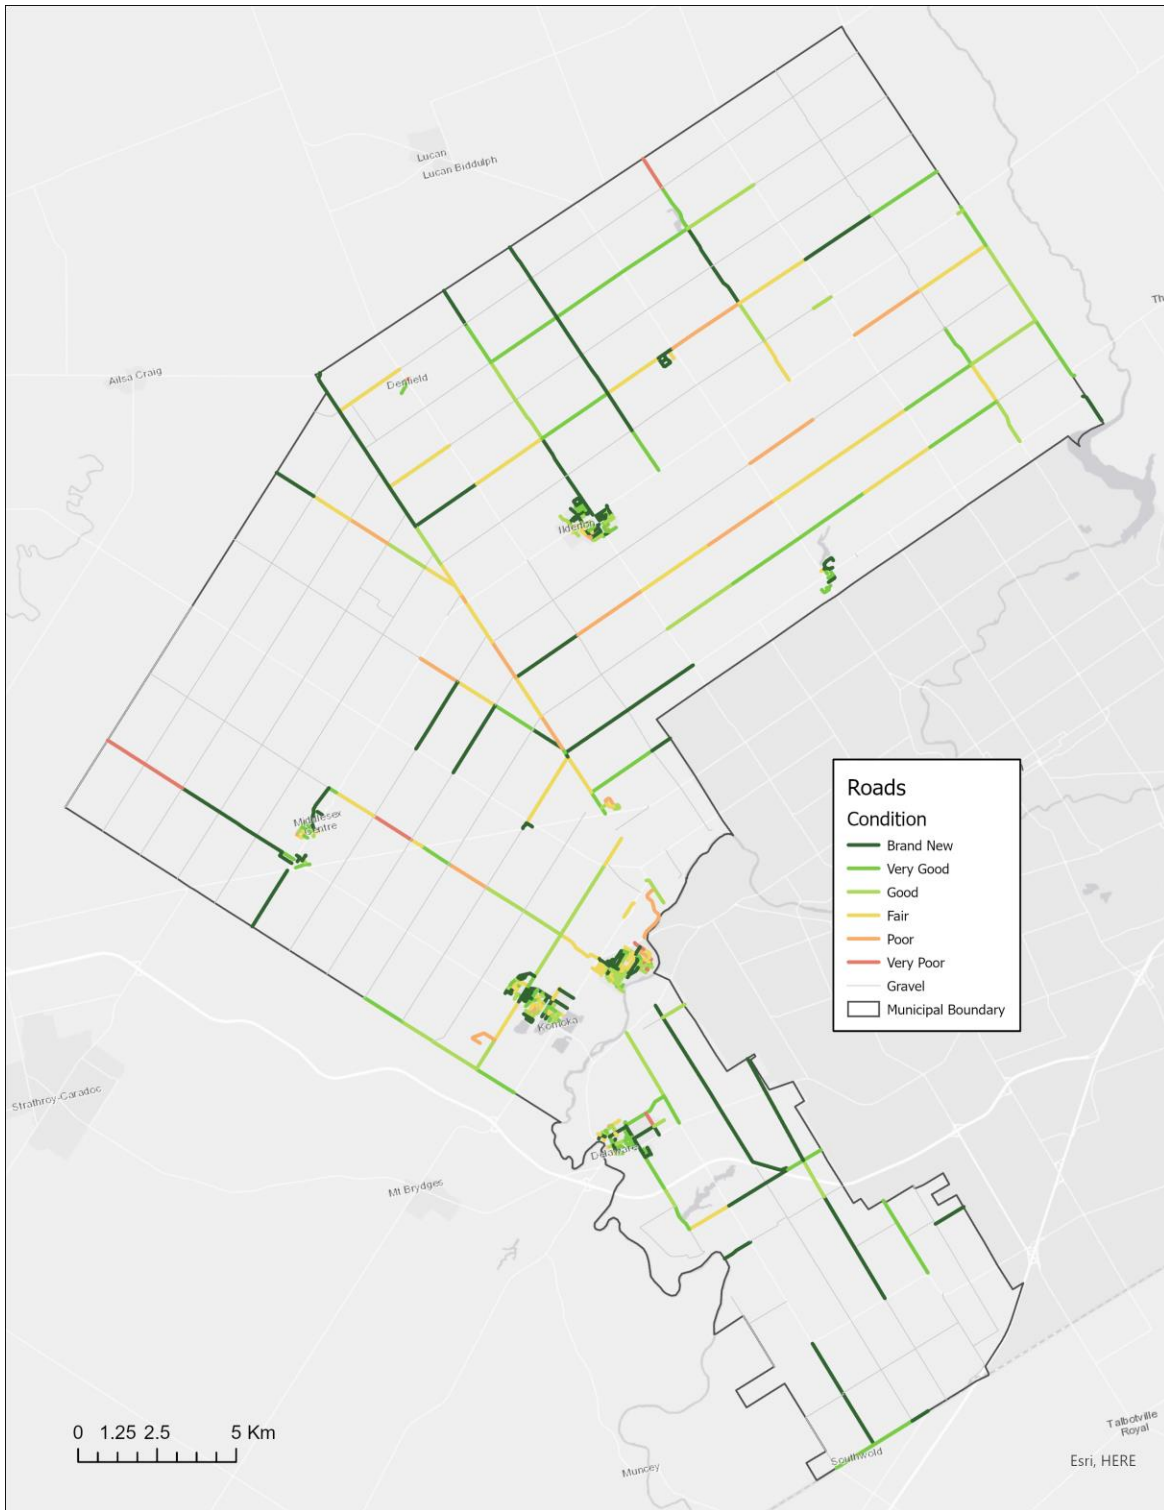 Lucan
Lucan Biddulph
Th
Ailsa Craig
Denfield
Ilderton
Middlesex
Centre
Roads
Condition
Brand New
Very Good
Good
Fair
Poor
Very Poor
Gravel
Municipal Boundary
Komoka
Strathroy-Caradoc
Delaware
Mt Brydges
0 1.25 2.5 5 Km
Muncey
Southwold
Talbotville
Royal
Esri, HERE